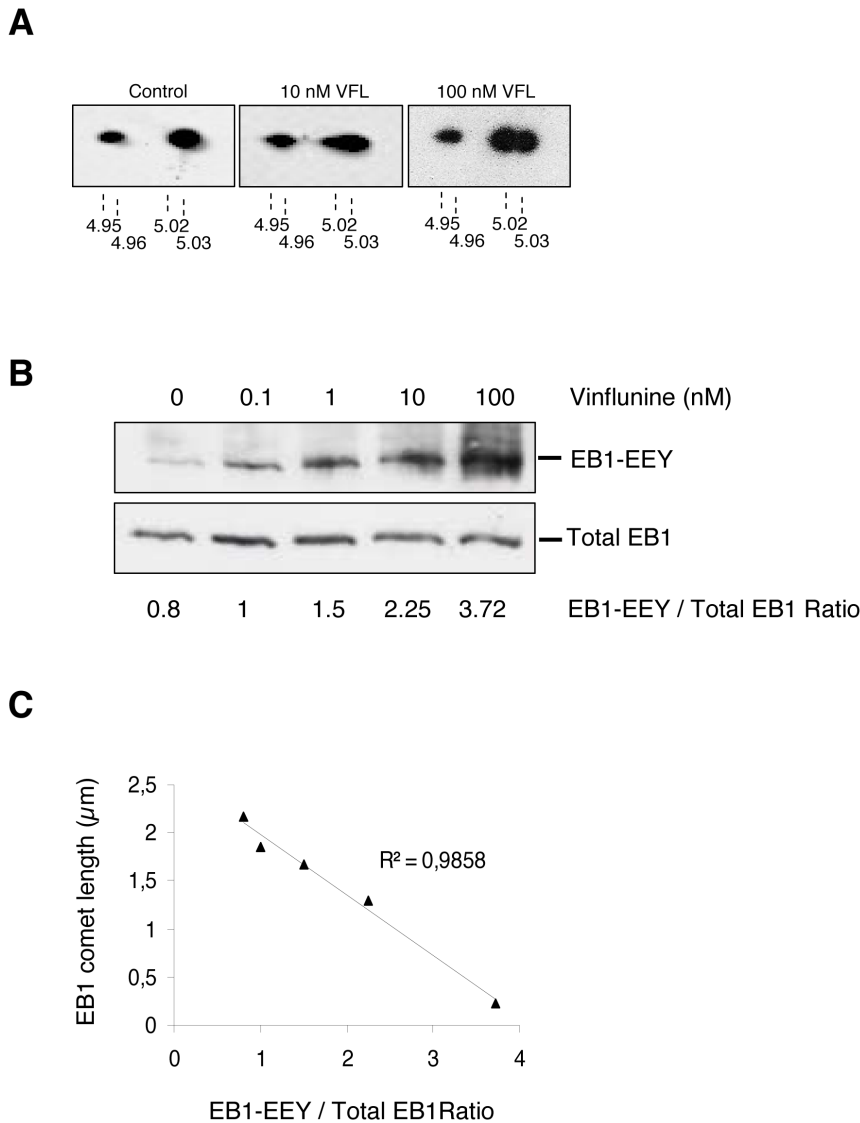 A
Control 10 nM VFL 100 nM VFL
4.95 5.02 4.95 5.02 4.95 5.02
4.96 5.03 4.96 5.03 4.96 5.03
B
0 0.1 1 10 100 Vinflunine (nM)
EB1-EEY
Total EB1
0.8 1 1.5 2.25 3.72 EB1-EEY / Total EB1 Ratio
C
EB1 comet length (µm)
2,5
2
1,5
1
0,5
0
R² = 0,9858
0 1 2 3 4
EB1-EEY / Total EB1Ratio